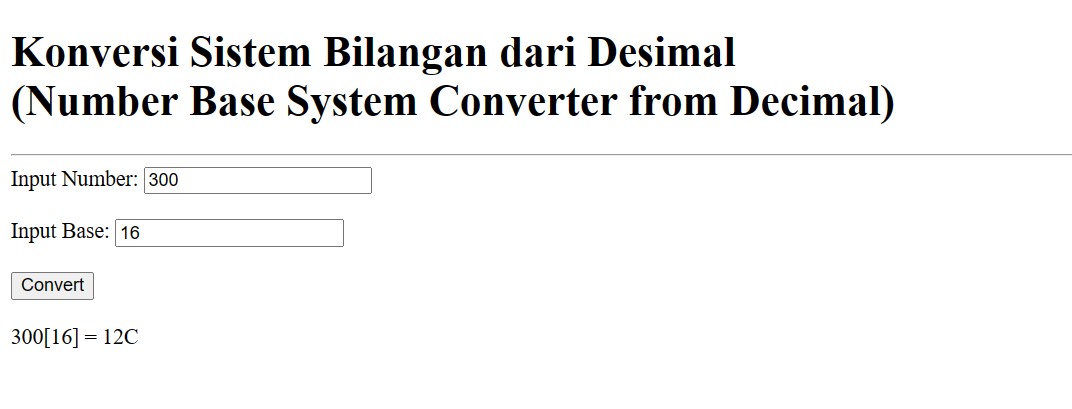 Konversi Sistem Bilangan dari Desimal
(Number Base System Converter from Decimal)
Input Number: 300
Input Base: 16
Convert
300[16] = 12C